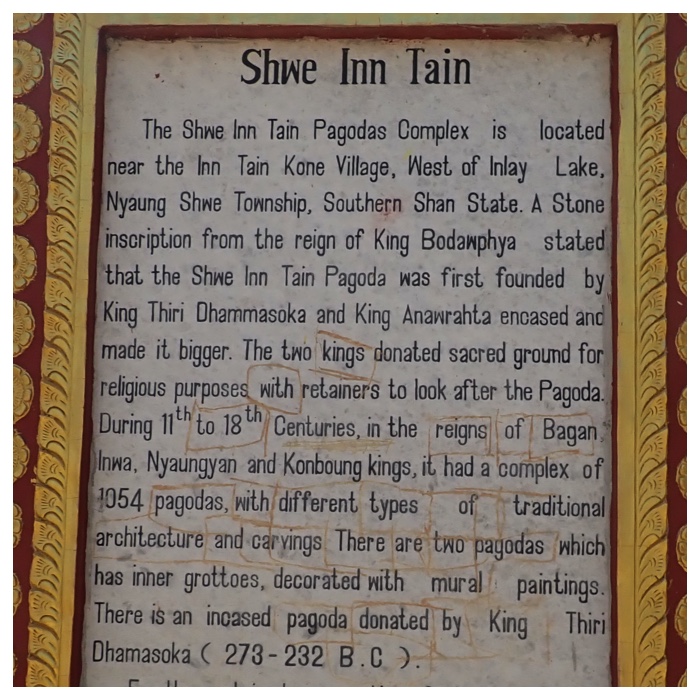 Shwe Inn Tain
The Shwe Inn Tain Pagodas Complex is located
near the Inn Tain Kone Village, West of Inlay Lake,
Nyaung Shwe Township, Southern Shan State. A Stone
inscription from the reign of King Bodawphya stated
that the Shwe Inn Tain Pagoda was first founded by
King Thiri Dhammasoka and King Anawrahta encased and
made it bigger. The two kings donated sacred ground for
religious purposes with retainers to look after the Pagoda.
During 11th to 18th Centuries, in the reigns of Bagan,
Inwa, Nyaungyan and Konboung kings, it had a complex of
1054 pagodas, with different types of traditional
architecture and carvings There are two pagodas which
has inner grottoes, decorated with mural paintings.
There is an incased pagoda donated by King Thiri
Dhamasoka ( 273-232 B.C ).